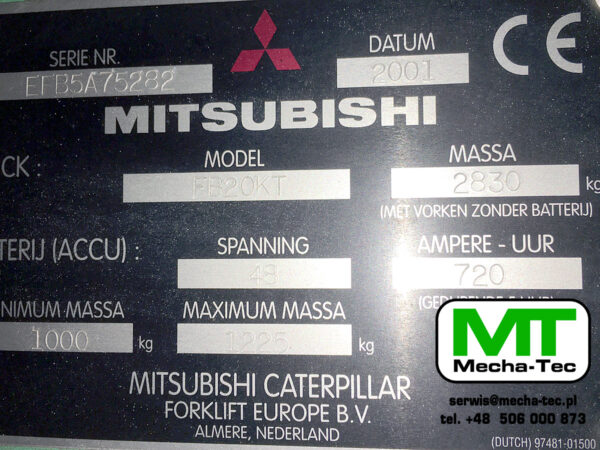 SERIE NR.
DATUM
CE
EFB5A75282
2001
MITSUBISHI
CK :
MODEL
MASSA
FB20KT
2830
kg
(MET VORKEN ZONDER BATTERIJ)
TERIJ (ACCU) :
SPANNING
AMPERE - UUR
48
720
NIMUM MASSA
MAXIMUM MASSA
1000
kg
1225
kg
MT
Mecha-Tec
MITSUBISHI CATERPILLAR
FORKLIFT EUROPE B.V.
ALMERE, NEDERLAND
serwis@mecha-tec.pl
tel. +48 506 000 873
(DUTCH) 97481-01500